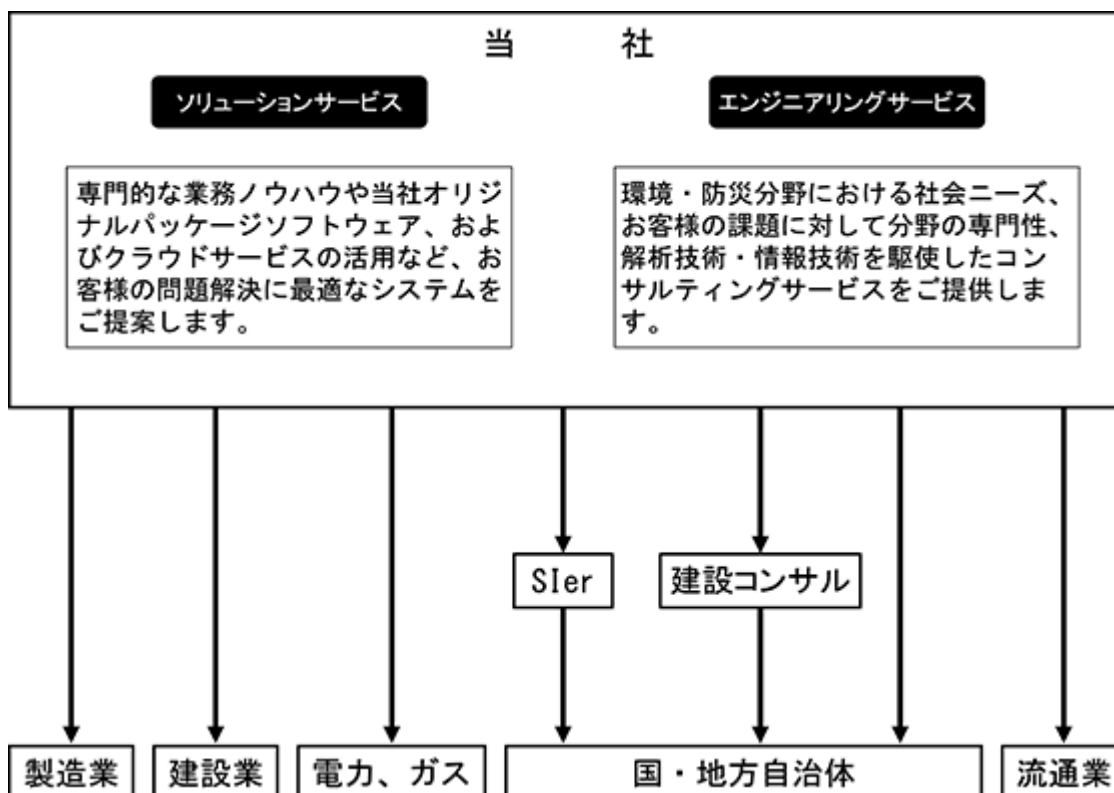 当 社
ソリューションサービス
エンジニアリングサービス
専門的な業務ノウハウや当社オリジ
ナルパッケージソフトウェア、およ
びクラウドサービスの活用など、お
客様の問題解決に最適なシステムを
ご提案します。
環境・防災分野における社会ニーズ、
お客様の課題に対して分野の専門性、
解析技術・情報技術を駆使したコン
サルティングサービスをご提供しま
す。
SIer
建設コンサル
製造業
建設業
電力、ガス
国・地方自治体
流通業